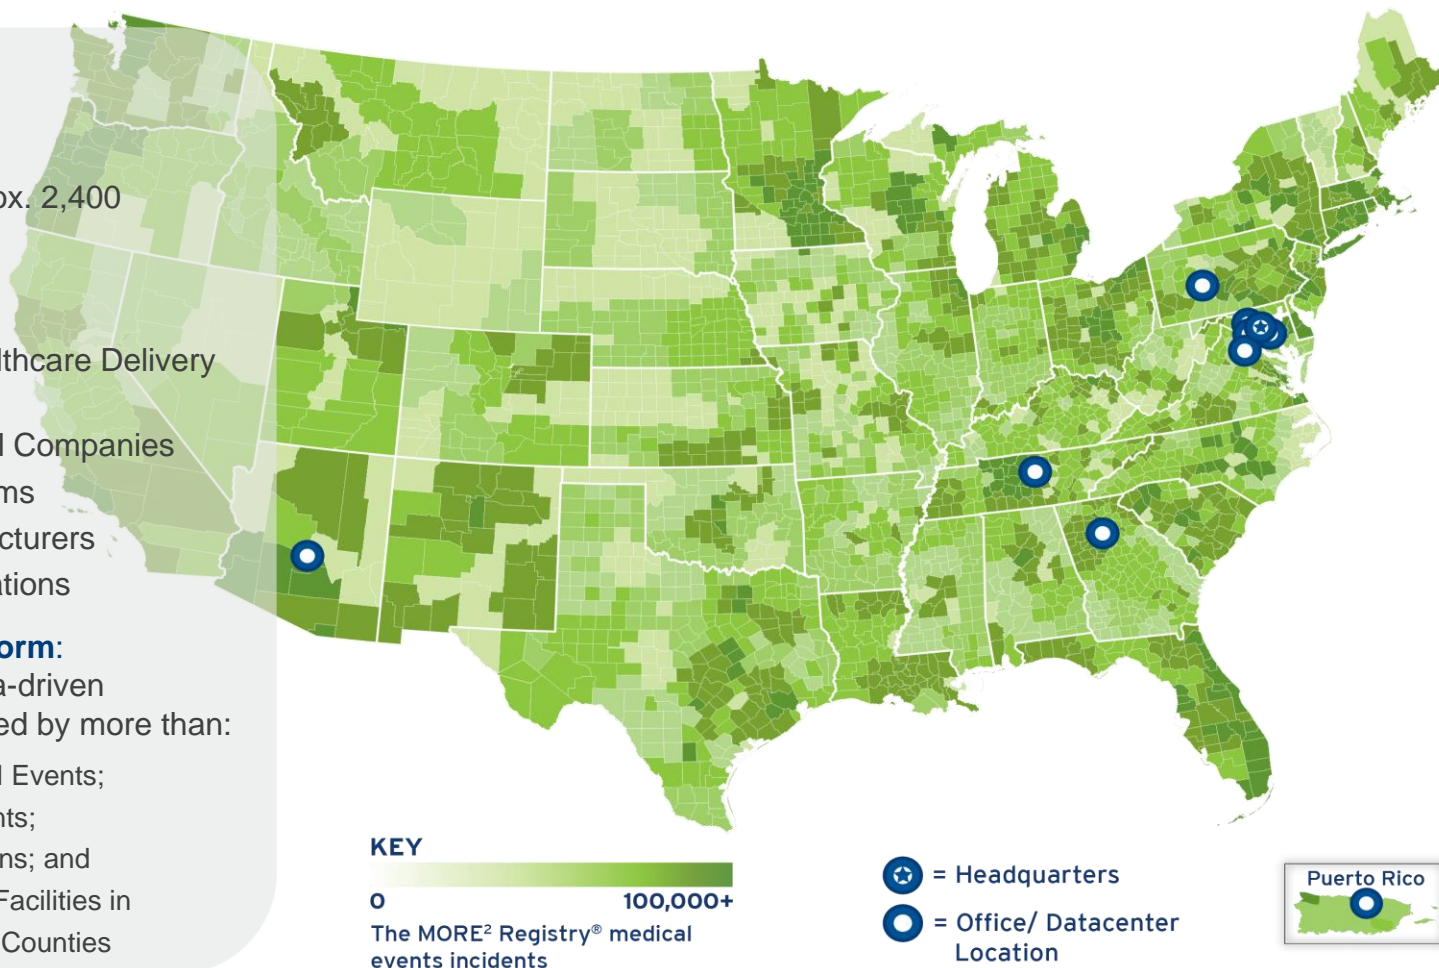 ox. 2,400
lthcare Delivery
l Companies
ms
cturers
ations
orm:
a-driven
ed by more than:
l Events;
nts;
ns; and
Facilities in
Counties
KEY
0 100,000+
The MORE² Registry® medical
events incidents
= Headquarters
= Office/ Datacenter
Location
Puerto Rico